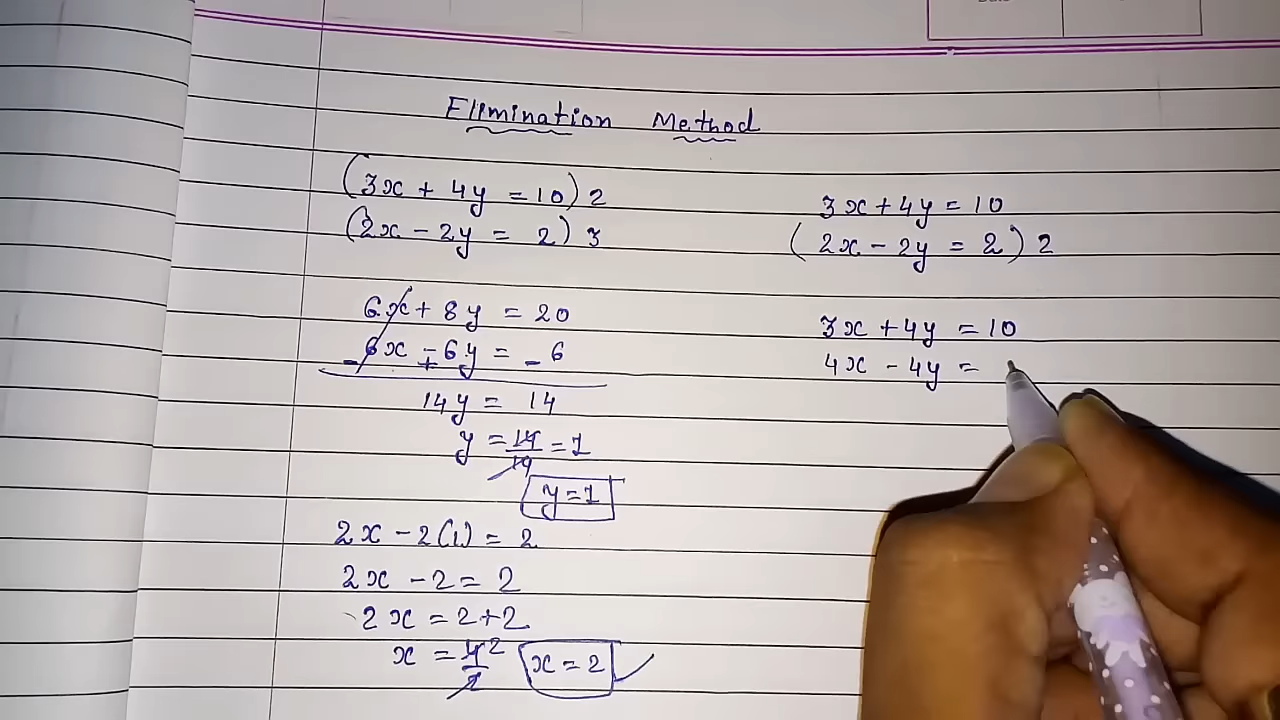 Elimination Method
(3x + 4y = 10) 2
(2x - 2y = 2) 3
6x + 8y = 20
- 6x - + 6y = - 6
14y = 14
y = 14/14 = 1
y = 1
2x - 2(1) = 2
2x - 2 = 2
2x = 2 + 2
x = 4/2 2
x = 2 ✓
3x + 4y = 10
(2x - 2y = 2) 2
3x + 4y = 10
4x - 4y =